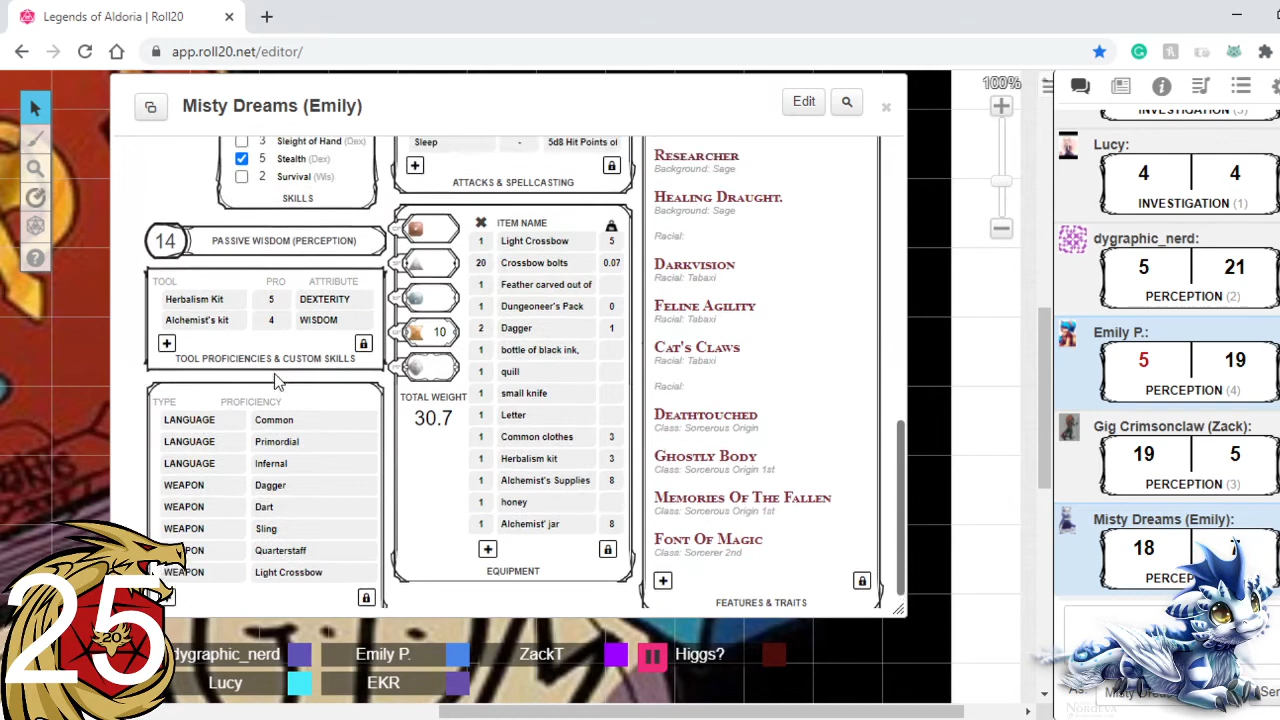 Legends of Aldoria | Roll20
app.roll20.net/editor/
Misty Dreams (Emily)
Edit
100%
3 Sleight of Hand (Dex)
5 Stealth (Dex)
2 Survival (Wis)
SKILLS
14 PASSIVE WISDOM (PERCEPTION)
TOOL PRO ATTRIBUTE
Herbalism Kit 5 DEXTERITY
Alchemist's kit 4 WISDOM
TOOL PROFICIENCIES & CUSTOM SKILLS
TYPE PROFICIENCY
LANGUAGE Common
LANGUAGE Primordial
LANGUAGE Infernal
WEAPON Dagger
WEAPON Dart
WEAPON Sling
PON Quarterstaff
WEAPON Light Crossbow
Sleep - 5d8 Hit Points of
ATTACKS & SPELLCASTING
ITEM NAME
1 Light Crossbow 5
20 Crossbow bolts 0.07
1 Feather carved out of
1 Dungeoneer's Pack 0
2 Dagger 1
1 bottle of black ink,
1 quill
1 small knife
1 Letter
1 Common clothes 3
1 Herbalism kit 3
1 Alchemist's Supplies 8
1 honey
1 Alchemist' jar 8
10
TOTAL WEIGHT
30.7
EQUIPMENT
RESEARCHER
Background: Sage
HEALING DRAUGHT.
Background: Sage
Racial:
DARKVISION
Racial: Tabaxi
FELINE AGILITY
Racial: Tabaxi
CAT'S CLAWS
Racial: Tabaxi
Racial:
DEATHTOUCHED
Class: Sorcerous Origin
GHOSTLY BODY
Class: Sorcerous Origin 1st
MEMORIES OF THE FALLEN
Class: Sorcerous Origin 1st
FONT OF MAGIC
Class: Sorcerer 2nd
FEATURES & TRAITS
Lucy:
4 4
INVESTIGATION (1)
dygraphic_nerd:
5 21
PERCEPTION (2)
Emily P.:
5 19
PERCEPTION (4)
Gig Crimsonclaw (Zack):
19 5
PERCEPTION (3)
Misty Dreams (Emily):
18
PERCEP
As:
dygraphic_nerd
Emily P.
ZackT
Higgs?
Lucy
EKR
25
20
NORDEVA